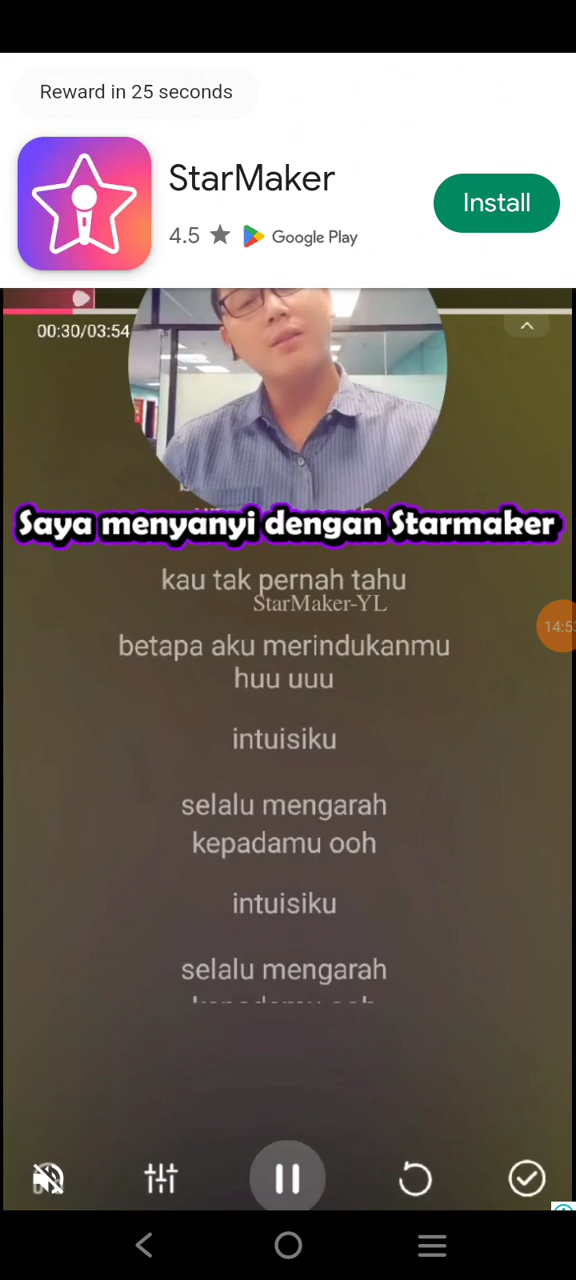 Reward in 25 seconds
StarMaker
Install
4.5
Google Play
00:30/03:54
Saya menyanyi dengan Starmaker
kau tak pernah tahu
StarMaker-YL
betapa aku merindukanmu
huu uuu
intuisiku
selalu mengarah
kepadamu ooh
intuisiku
selalu mengarah